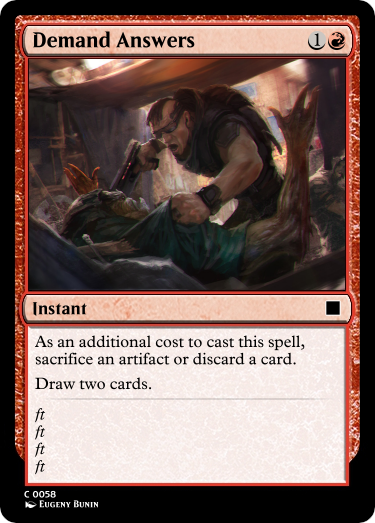 Demand Answers 1
Instant
As an additional cost to cast this spell,
sacrifice an artifact or discard a card.
Draw two cards.
ft
ft
ft
ft
C 0058
Eugeny Bunin